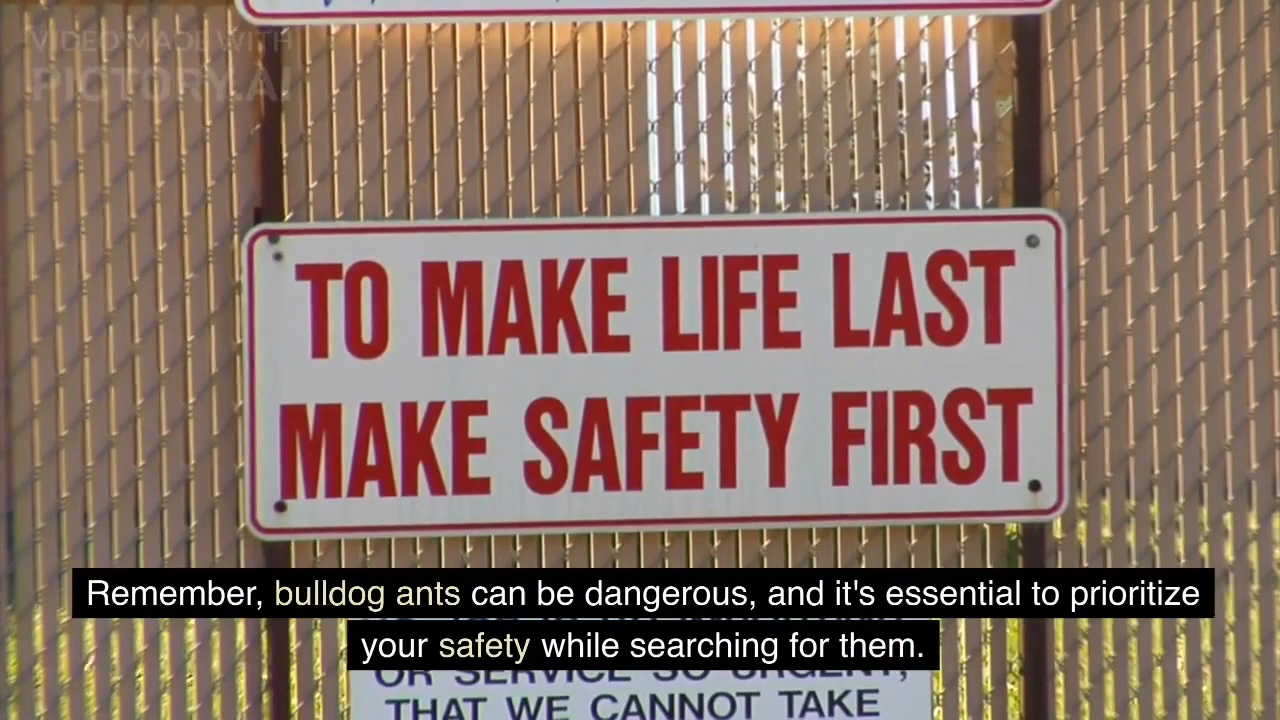 VIDEO MADE WITH
PICTORY.AI
TO MAKE LIFE LAST
MAKE SAFETY FIRST
Remember, bulldog ants can be dangerous, and it's essential to prioritize
your safety while searching for them.
OR SERVICE SO URGENT,
THAT WE CANNOT TAKE